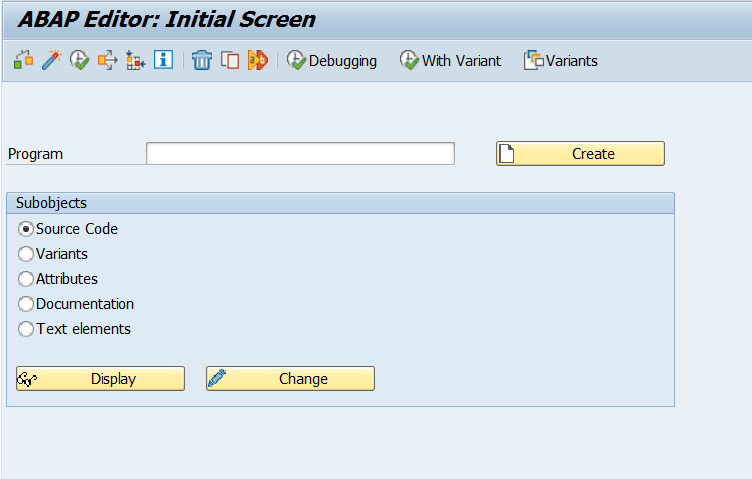 ABAP Editor: Initial Screen
Debugging With Variant Variants
Program Create
Subobjects
Source Code
Variants
Attributes
Documentation
Text elements
Display Change